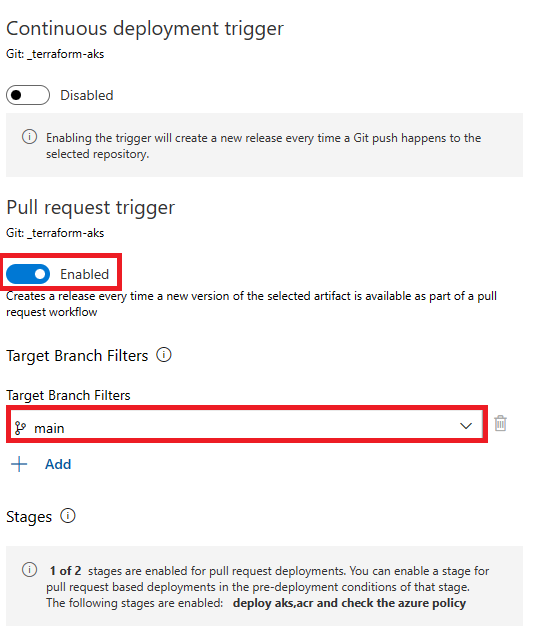 Continuous deployment trigger
Git: _terraform-aks
Disabled
Enabling the trigger will create a new release every time a Git push happens to the
selected repository.
Pull request trigger
Git: _terraform-aks
Enabled
Creates a release every time a new version of the selected artifact is available as part of a pull
request workflow
Target Branch Filters
Target Branch Filters
main
Add
Stages
1 of 2 stages are enabled for pull request deployments. You can enable a stage for
pull request based deployments in the pre-deployment conditions of that stage.
The following stages are enabled: deploy aks,acr and check the azure policy